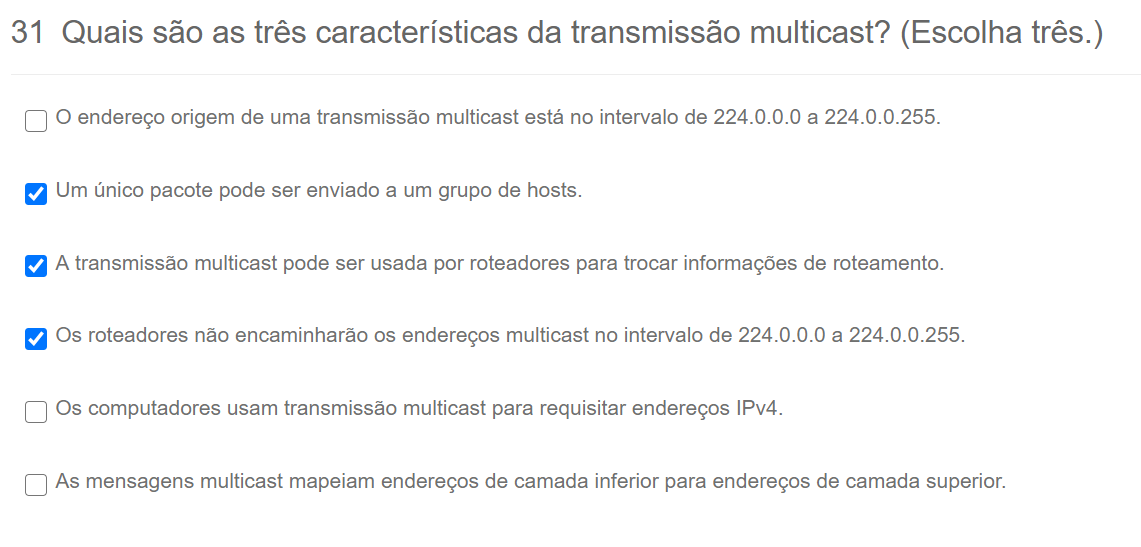 31 Quais são as três características da transmissão multicast? (Escolha três.)
O endereço origem de uma transmissão multicast está no intervalo de 224.0.0.0 a 224.0.0.255.
Um único pacote pode ser enviado a um grupo de hosts.
A transmissão multicast pode ser usada por roteadores para trocar informações de roteamento.
Os roteadores não encaminharão os endereços multicast no intervalo de 224.0.0.0 a 224.0.0.255.
Os computadores usam transmissão multicast para requisitar endereços IPv4.
As mensagens multicast mapeiam endereços de camada inferior para endereços de camada superior.